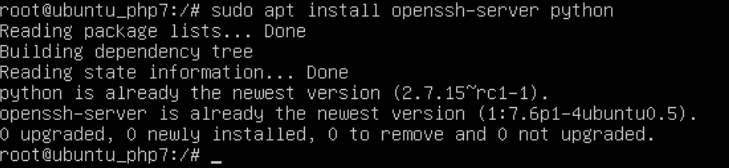 root@ubuntu_php7:/# sudo apt install openssh-server python
Reading package lists... Done
Building dependency tree
Reading state information... Done
python is already the newest version (2.7.15~rc1-1).
openssh-server is already the newest version (1:7.6p1-4ubuntu0.5).
0 upgraded, 0 newly installed, 0 to remove and 0 not upgraded.
root@ubuntu_php7:/# _